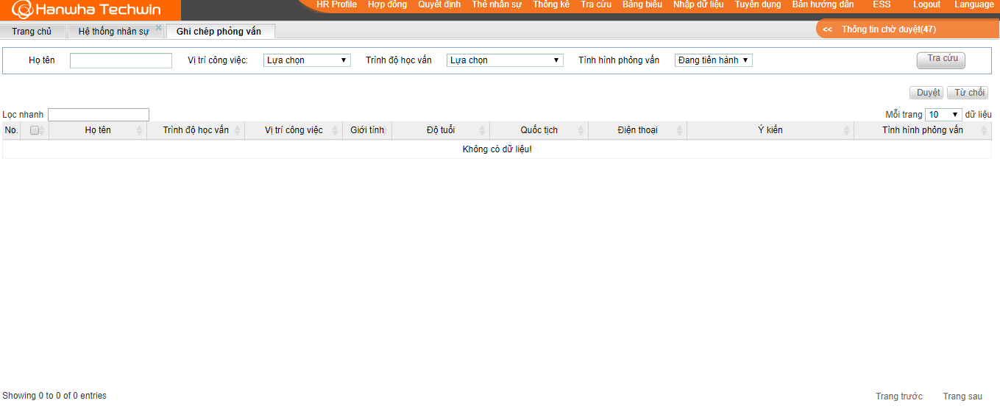 Hanwha Techwin
HR Profile Hợp đồng Quyết định Thẻ nhân sự Thống kê Tra cứu Bảng biểu Nhập dữ liệu Tuyển dụng Bản hướng dẫn ESS Logout Language
Trang chủ Hệ thống nhân sự Ghi chép phỏng vấn
<< Thông tin chờ duyệt(47)
Họ tên Vị trí công việc: Lựa chọn Trình độ học vấn Lựa chọn Tình hình phỏng vấn Đang tiến hành Tra cứu
Duyệt Từ chối
Lọc nhanh Mỗi trang 10 dữ liệu
No. Họ tên Trình độ học vấn Vị trí công việc Giới tính Độ tuổi Quốc tịch Điện thoại Ý kiến Tình hình phỏng vấn
Không có dữ liệu!
Showing 0 to 0 of 0 entries Trang trước Trang sau